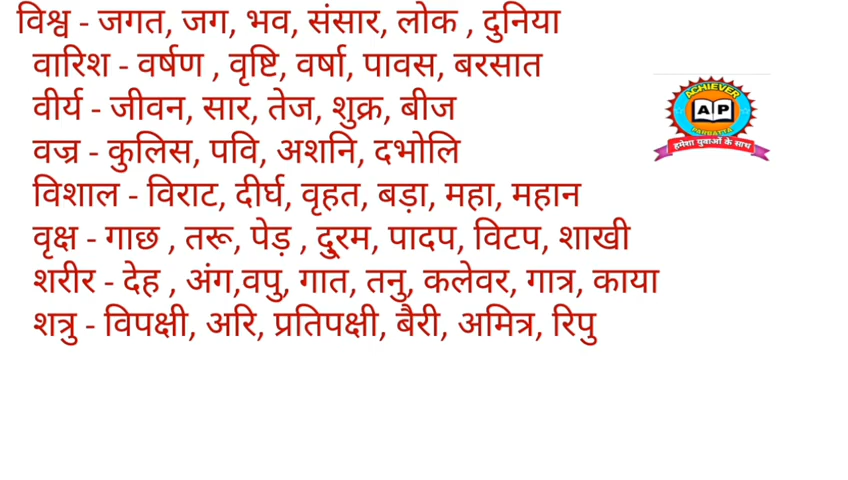 विश्व - जगत, जग, भव, संसार, लोक , दुनिया
वारिश - वर्षण , वृष्टि, वर्षा, पावस, बरसात
वीर्य - जीवन, सार, तेज, शुक्र, बीज
वज्र - कुलिस, पवि, अशनि, दभोलि
विशाल - विराट, दीर्घ, वृहत, बड़ा, महा, महान
वृक्ष - गाछ , तरू, पेड़ , दुरम, पादप, विटप, शाखी
शरीर - देह , अंग,वपु, गात, तनु, कलेवर, गात्र, काया
शत्रु - विपक्षी, अरि, प्रतिपक्षी, बैरी, अमित्र, रिपु
ACHIEVER
AP
हमेशा युवाओं के साथ